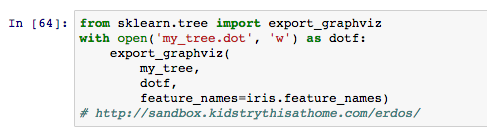 In [64]: from sklearn.tree import export_graphviz
with open('my_tree.dot', 'w') as dotf:
    export_graphviz(
        my_tree,
        dotf,
        feature_names=iris.feature_names)
# http://sandbox.kidstrythisathome.com/erdos/